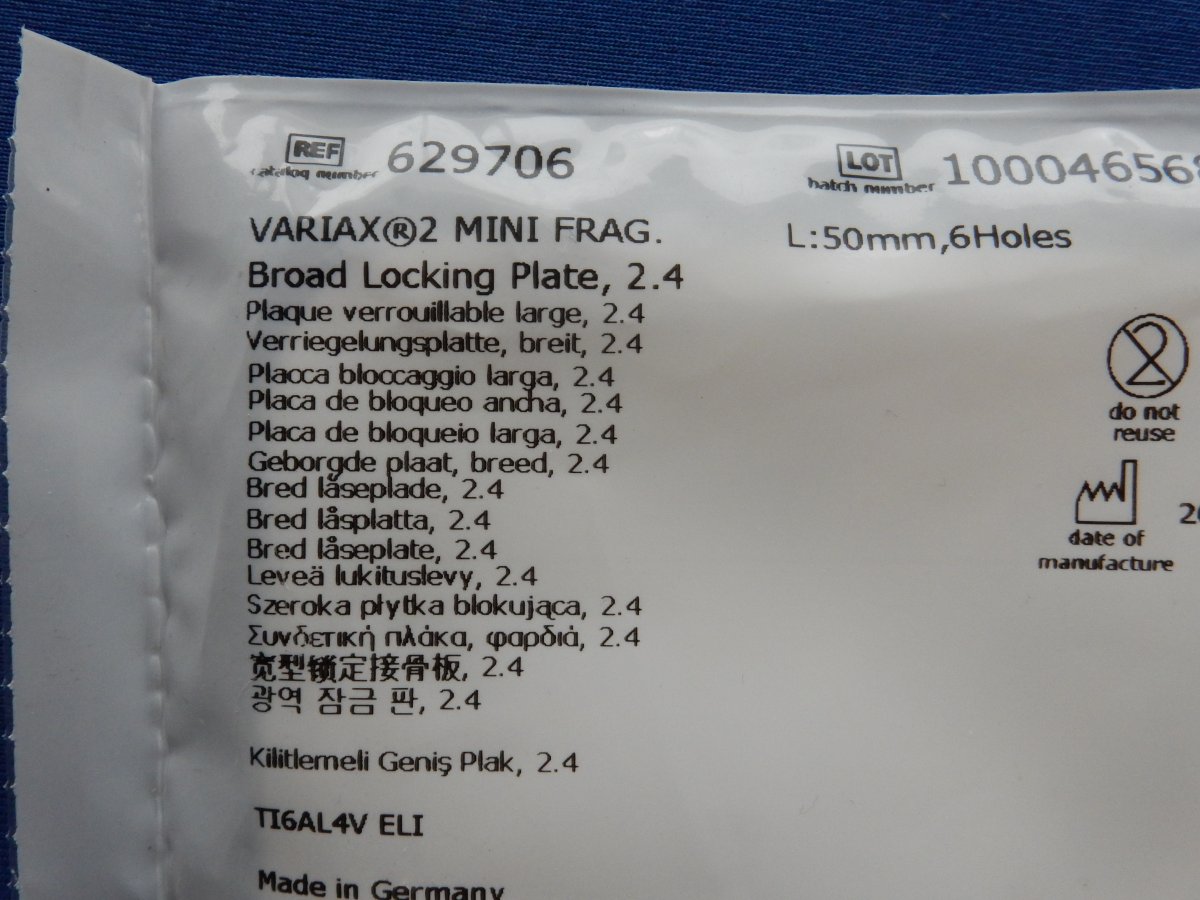 REF 629706
catalog number
LOT 100046568
batch number
VARIAX®2 MINI FRAG.
L:50mm,6Holes
Broad Locking Plate, 2.4
Plaque verrouillable large, 2.4
Verriegelungsplatte, breit, 2.4
Placca bloccaggio larga, 2.4
Placa de bloqueo ancha, 2.4
Placa de bloqueio larga, 2.4
Geborgde plaat, breed, 2.4
Bred låseplade, 2.4
Bred låsplatta, 2.4
Bred låseplate, 2.4
Leveä lukituslevy, 2.4
Szeroka płytka blokująca, 2.4
Συνδετική πλάκα, φαρδιά, 2.4
宽型锁定接骨板, 2.4
광역 잠금 판, 2.4
Kilitlemeli Geniş Plak, 2.4
TI6AL4V ELI
Made in Germany
2
do not
reuse
date of
manufacture